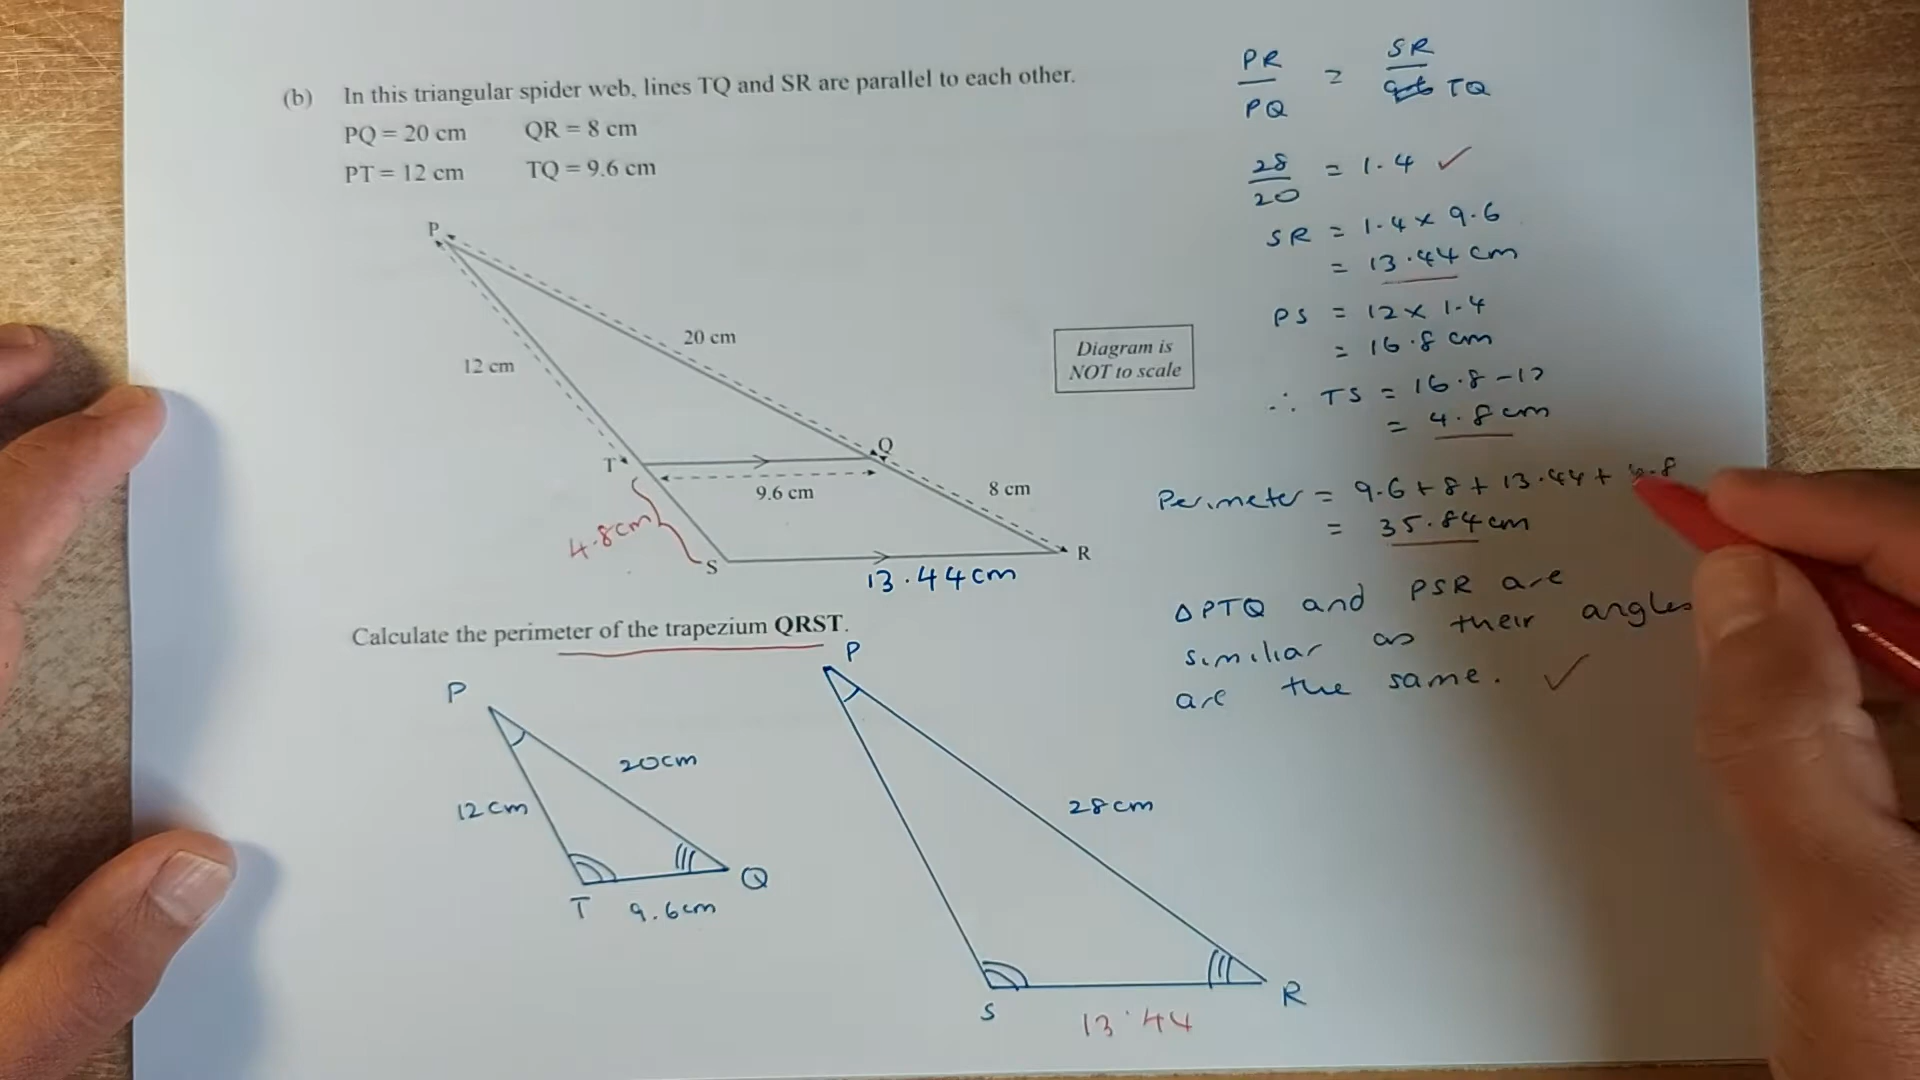 (b) In this triangular spider web, lines TQ and SR are parallel to each other.
PQ = 20 cm QR = 8 cm
PT = 12 cm TQ = 9.6 cm
P
20 cm
12 cm
Diagram is
NOT to scale
T
Q
9.6 cm
8 cm
4.8cm
S
R
13.44cm
Calculate the perimeter of the trapezium QRST.
P
20cm
12cm
T
Q
9.6cm
P
28cm
S
R
13.44
PR/PQ = SR/TQ
28/20 = 1.4 ✓
SR = 1.4 × 9.6
= 13.44 cm
PS = 12 × 1.4
= 16.8 cm
∴ TS = 16.8 - 12
= 4.8 cm
Perimeter = 9.6 + 8 + 13.44 + 4.8
= 35.84 cm
Δ PTQ and PSR are
similiar as their angles
are the same. ✓